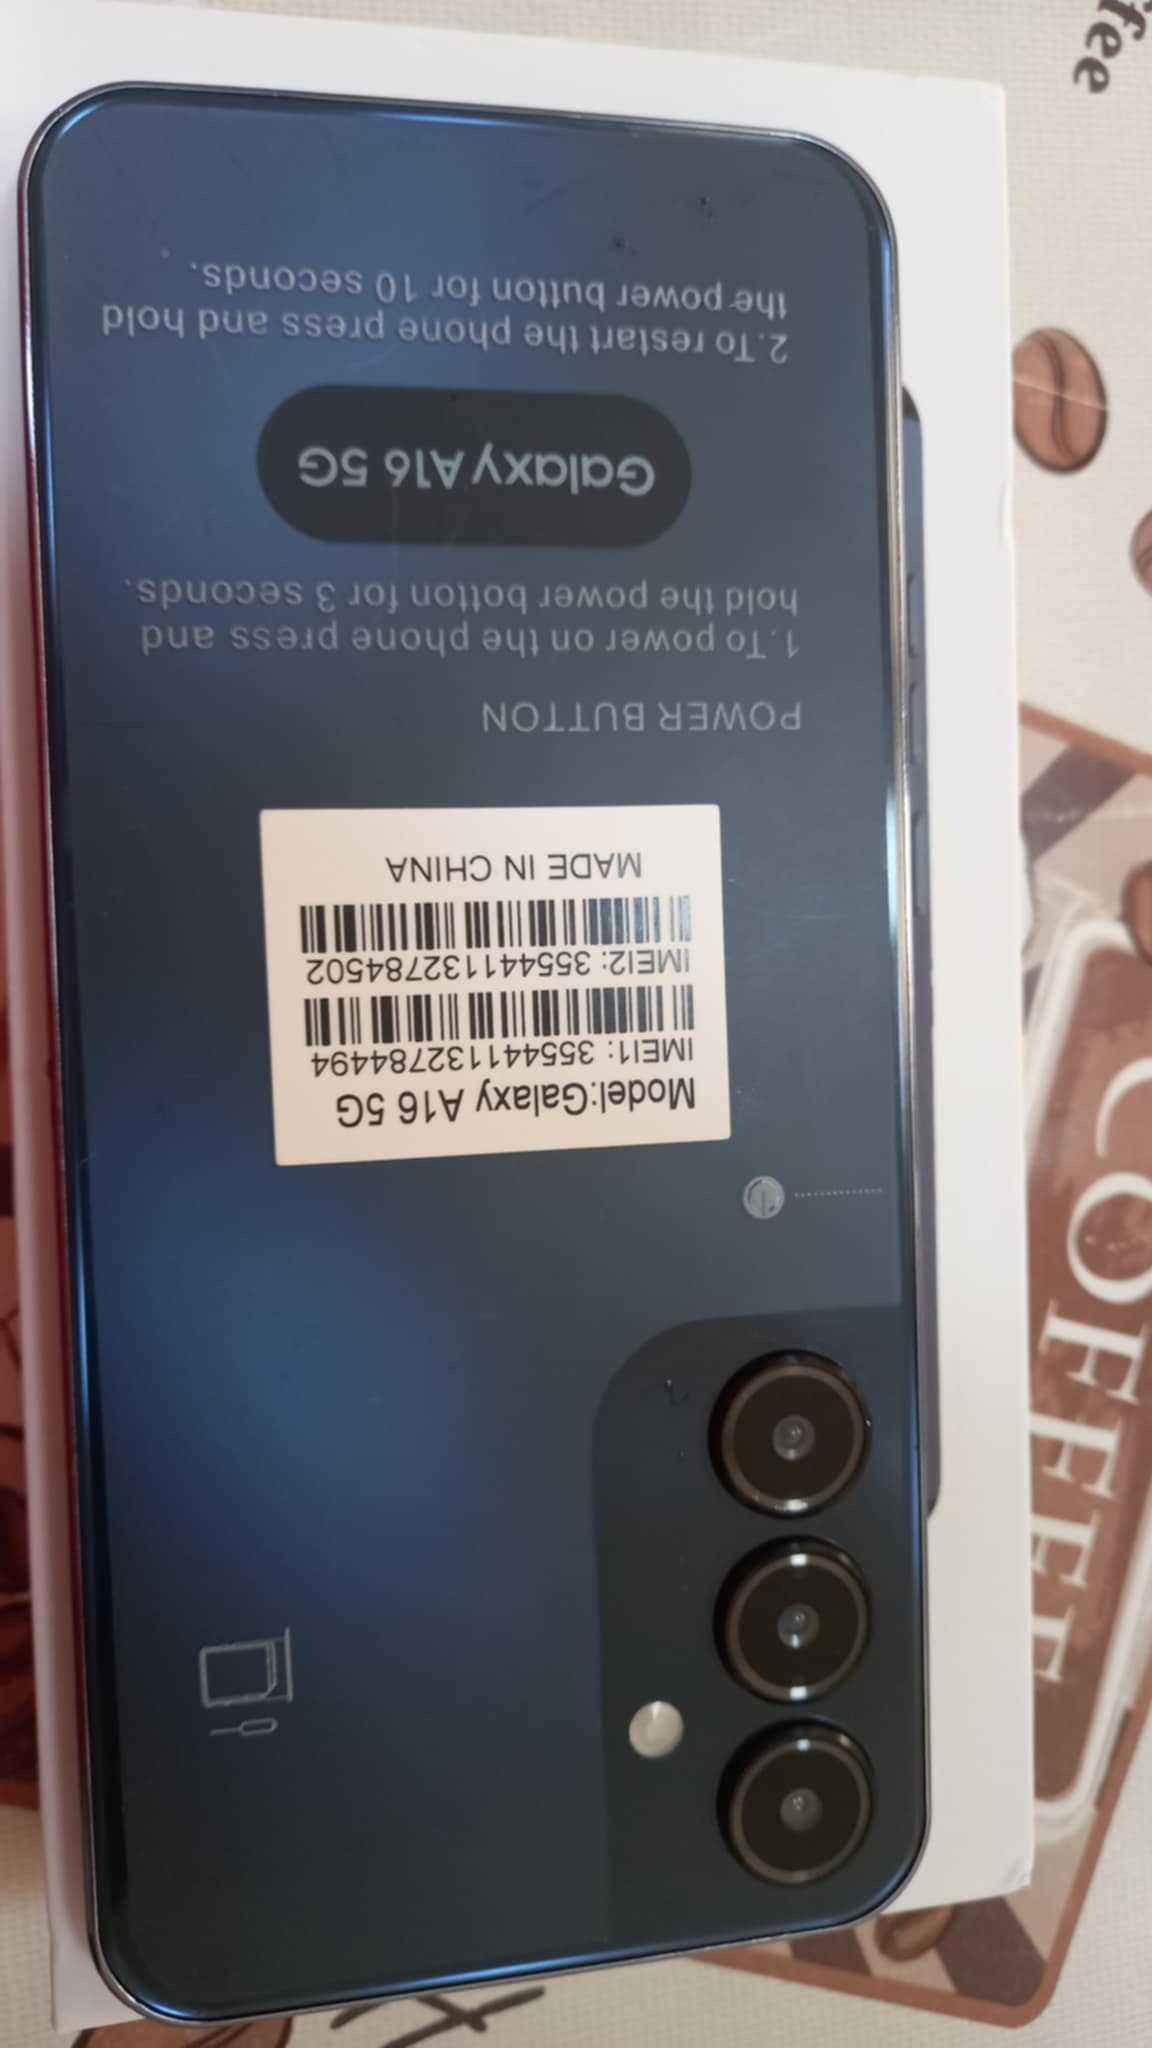 Model:Galaxy A16 5G
IMEI1: 355441132784494
IMEI2: 355441132784502
MADE IN CHINA
POWER BUTTON
1.To power on the phone press and
hold the power botton for 3 seconds.
Galaxy A16 5G
2.To restart the phone press and hold
the power button for 10 seconds.
COFFEE
ffee